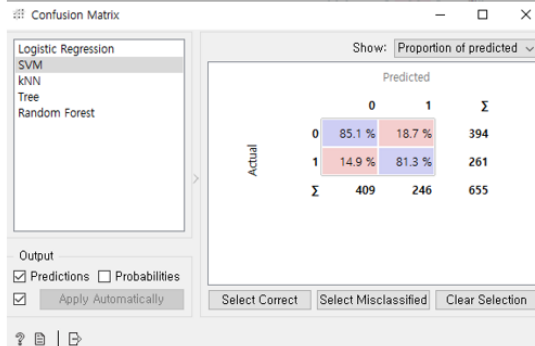 Confusion Matrix
Logistic Regression
SVM
kNN
Tree
Random Forest
Show: Proportion of predicted
Predicted
0 1 Σ
Actual
0 85.1 % 18.7 % 394
1 14.9 % 81.3 % 261
Σ 409 246 655
Output
Predictions Probabilities
Apply Automatically
Select Correct Select Misclassified Clear Selection